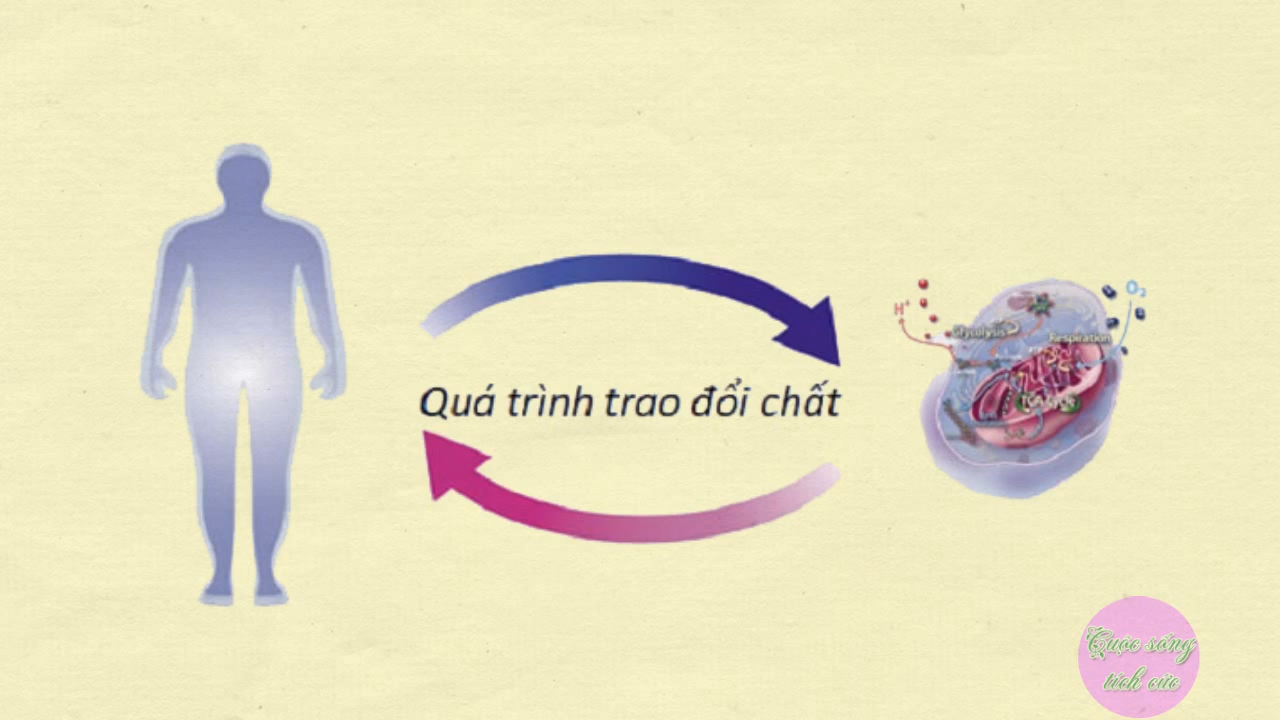 Quá trình trao đổi chất
H⁺
O₂
Glycolysis
Respiration
Cuộc sống
tích cực